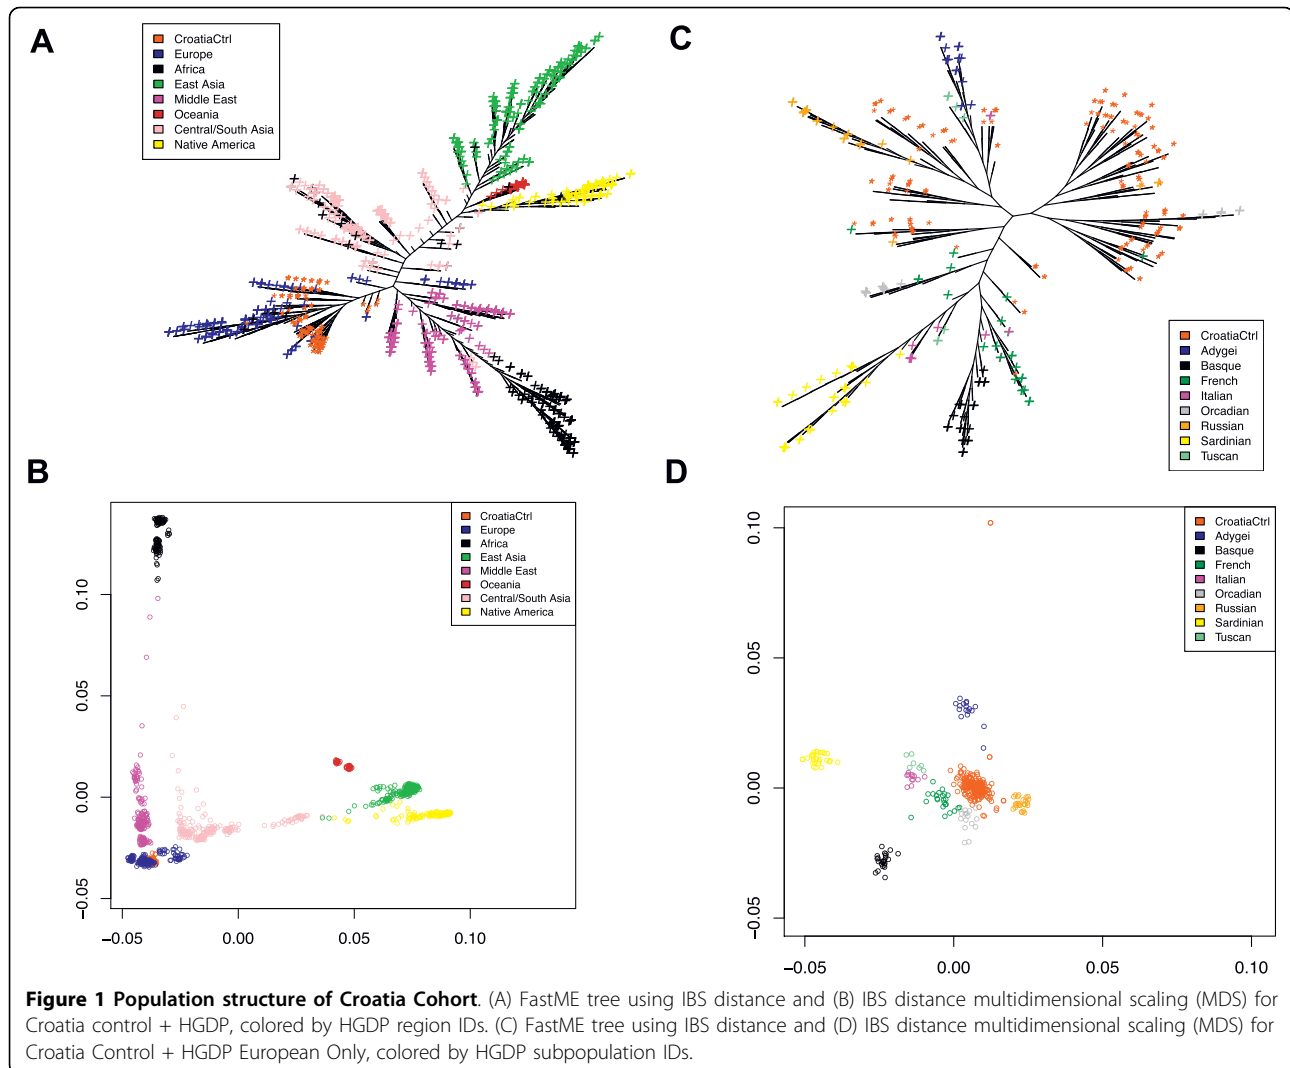 A
CroatiaCtrl
Europe
Africa
East Asia
Middle East
Oceania
Central/South Asia
Native America
C
CroatiaCtrl
Adygei
Basque
French
Italian
Orcadian
Russian
Sardinian
Tuscan
B
CroatiaCtrl
Europe
Africa
East Asia
Middle East
Oceania
Central/South Asia
Native America
0.10
0.05
0.00
−0.05
−0.05 0.00 0.05 0.10
D
CroatiaCtrl
Adygei
Basque
French
Italian
Orcadian
Russian
Sardinian
Tuscan
0.10
0.05
0.00
−0.05
−0.05 0.00 0.05 0.10
Figure 1 Population structure of Croatia Cohort. (A) FastME tree using IBS distance and (B) IBS distance multidimensional scaling (MDS) for
Croatia control + HGDP, colored by HGDP region IDs. (C) FastME tree using IBS distance and (D) IBS distance multidimensional scaling (MDS) for
Croatia Control + HGDP European Only, colored by HGDP subpopulation IDs.